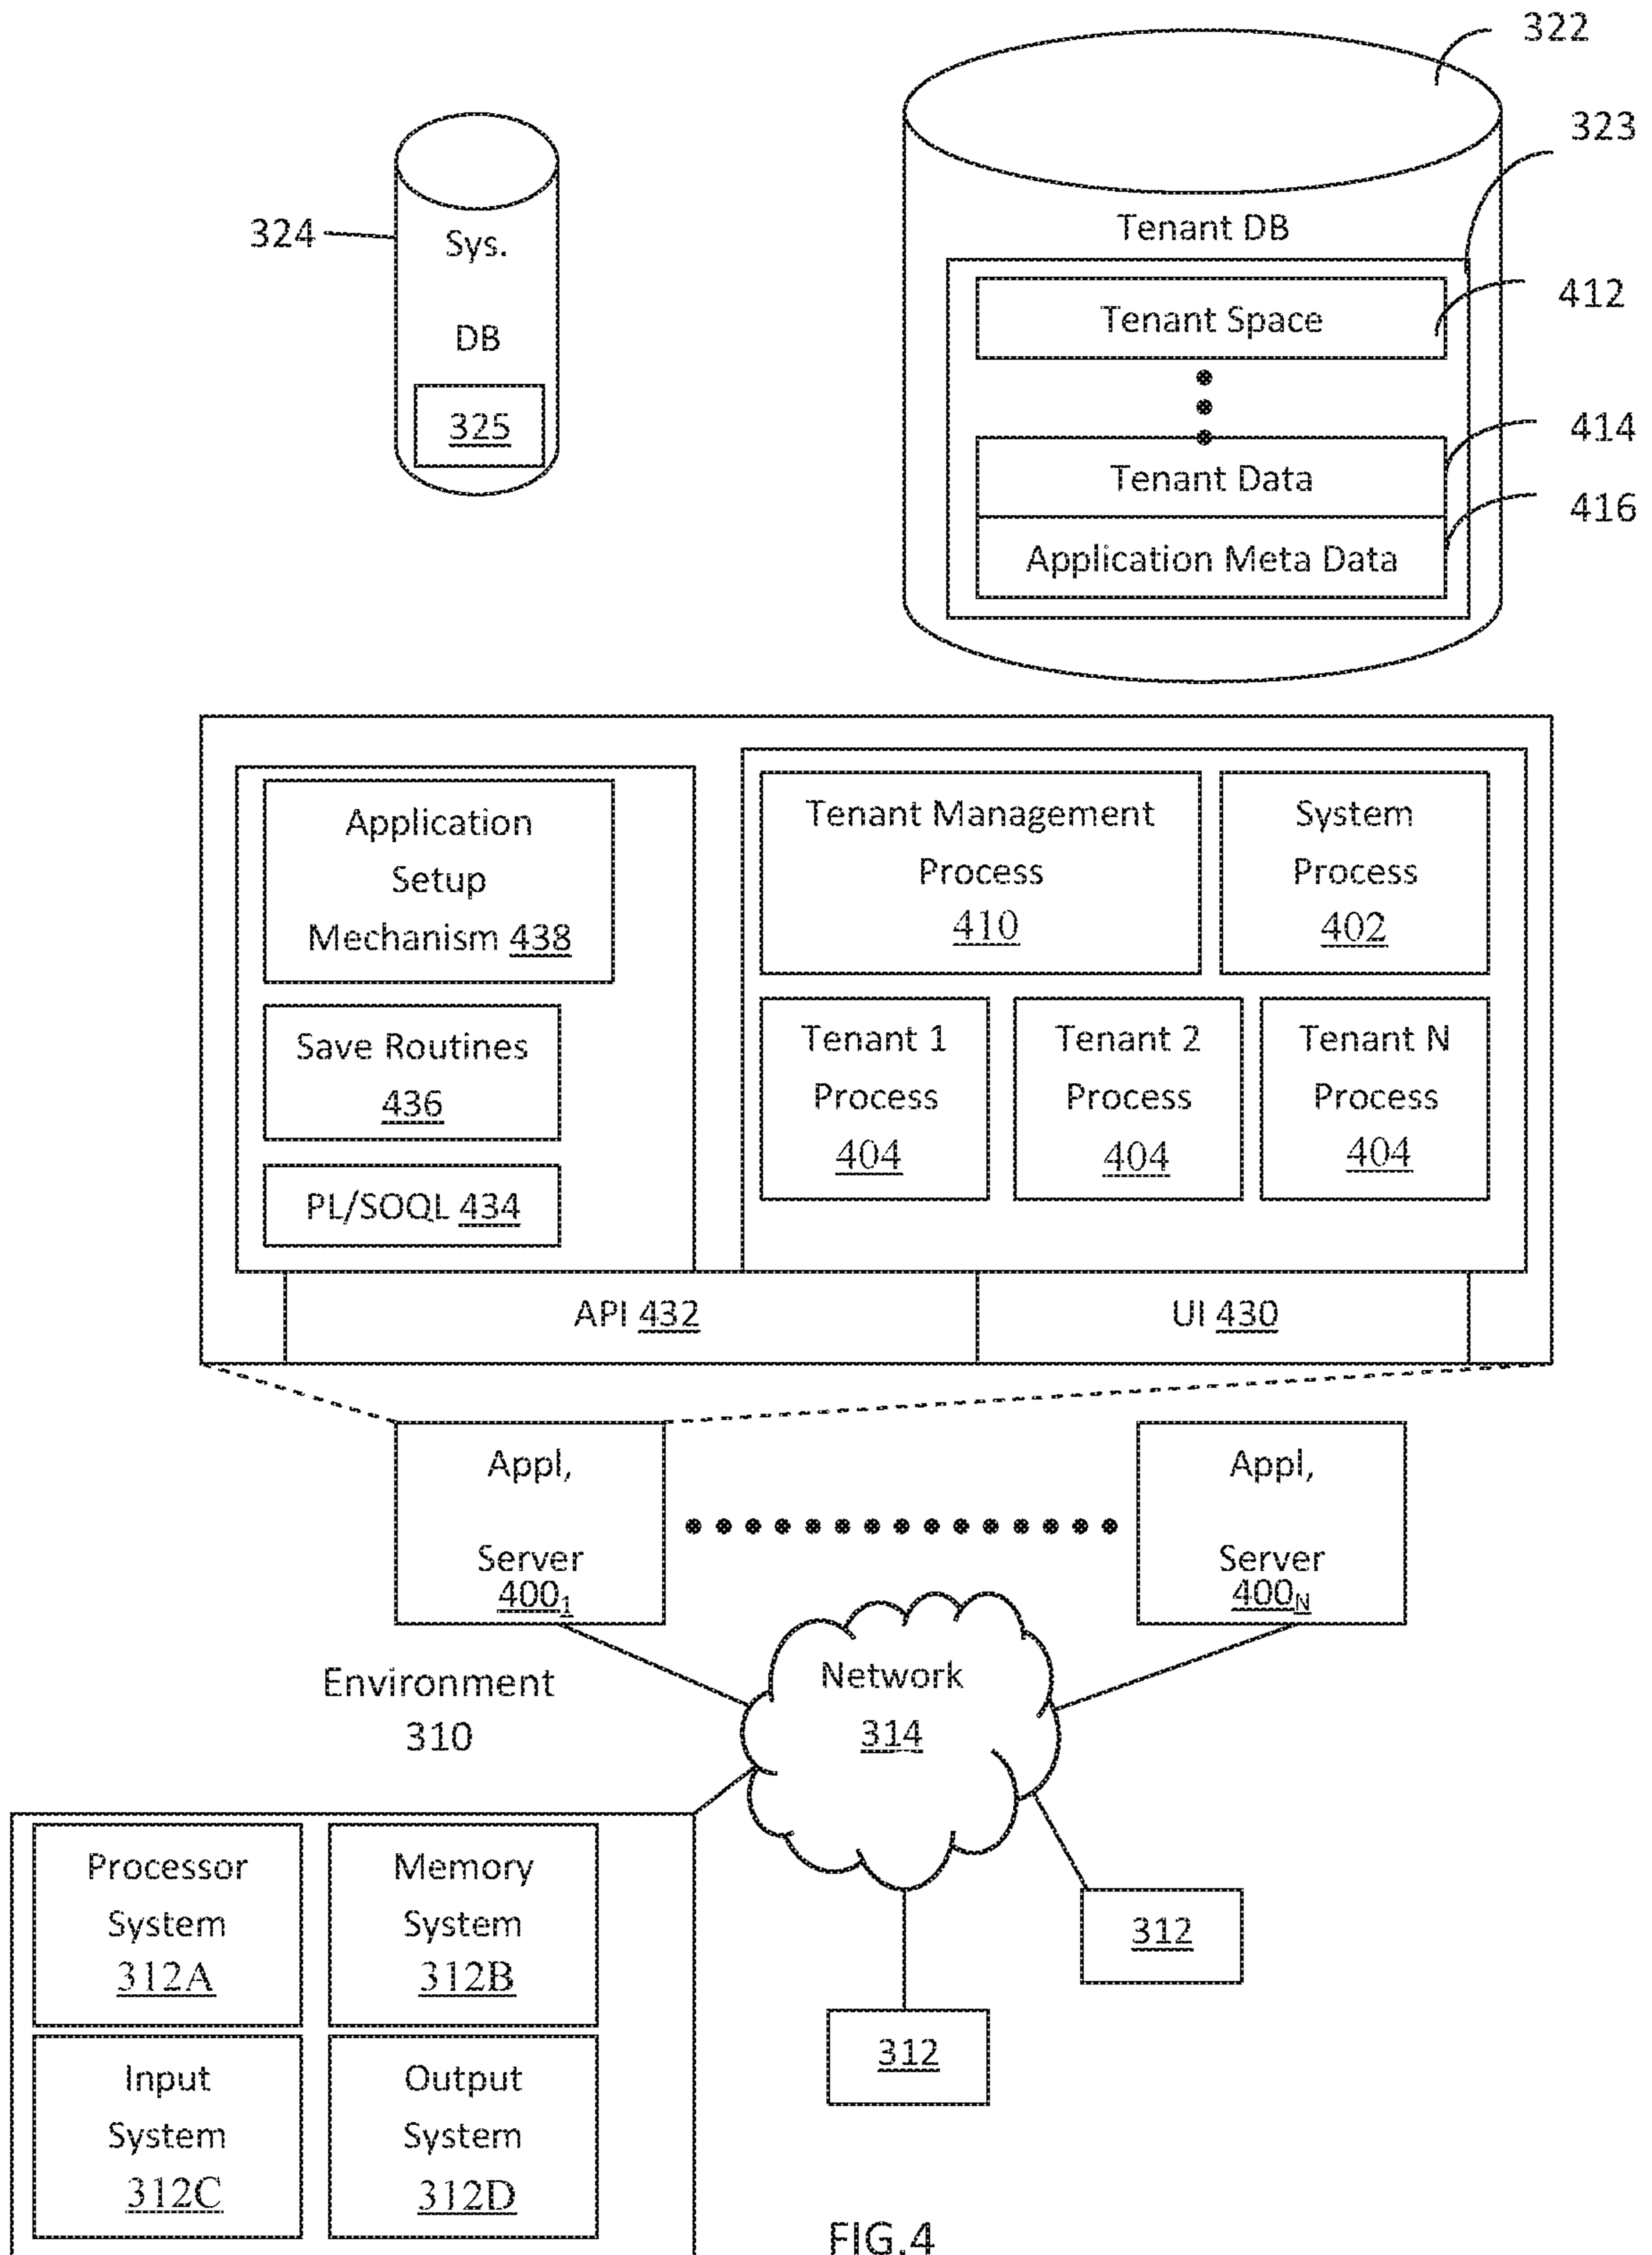 322
323
Tenant DB
324
Sys.
412
Tenant Space
DB
325
414
Tenant Data
416
Application Meta Data
Application
Setup
Mechanism 438
Tenant Management
Process
410
System
Process
402
Save Routines
436
Tenant 1
Process
404
Tenant 2
Process
404
Tenant N
Process
404
PL/SOQL 434
API 432
UI 430
Appl,
Server
400₁
Appl,
Server
400N
Network
314
Environment
310
Processor
System
312A
Memory
System
312B
312
312
Input
System
312C
Output
System
312D
FIG.4